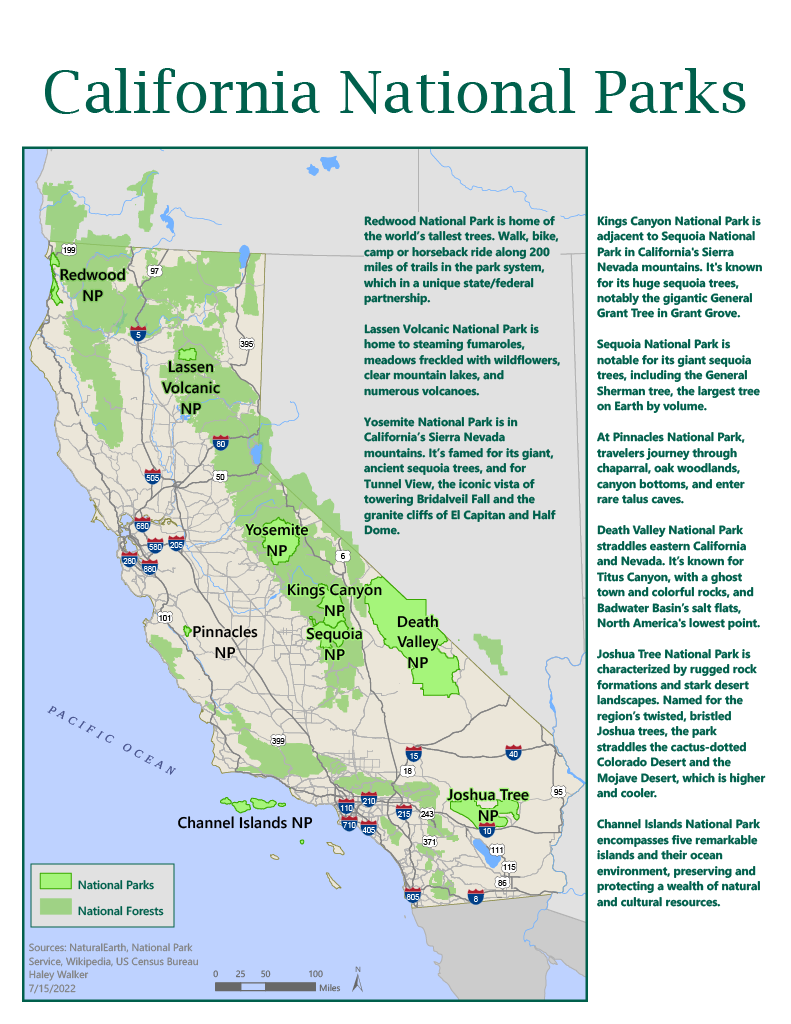 California National Parks
Redwood National Park is home of
the world's tallest trees. Walk, bike,
camp or horseback ride along 200
miles of trails in the park system,
which in a unique state/federal
partnership.
Lassen Volcanic National Park is
home to steaming fumaroles,
meadows freckled with wildflowers,
clear mountain lakes, and
numerous volcanoes.
Yosemite National Park is in
California's Sierra Nevada
mountains. It's famed for its giant,
ancient sequoia trees, and for
Tunnel View, the iconic vista of
towering Bridalveil Fall and the
granite cliffs of El Capitan and Half
Dome.
Kings Canyon National Park is
adjacent to Sequoia National
Park in California's Sierra
Nevada mountains. It's known
for its huge sequoia trees,
notably the gigantic General
Grant Tree in Grant Grove.
Sequoia National Park is
notable for its giant sequoia
trees, including the General
Sherman tree, the largest tree
on Earth by volume.
At Pinnacles National Park,
travelers journey through
chaparral, oak woodlands,
canyon bottoms, and enter
rare talus caves.
Death Valley National Park
straddles eastern California
and Nevada. It's known for
Titus Canyon, with a ghost
town and colorful rocks, and
Badwater Basin's salt flats,
North America's lowest point.
Joshua Tree National Park is
characterized by rugged rock
formations and stark desert
landscapes. Named for the
region's twisted, bristled
Joshua trees, the park
straddles the cactus-dotted
Colorado Desert and the
Mojave Desert, which is higher
and cooler.
Channel Islands National Park
encompasses five remarkable
islands and their ocean
environment, preserving and
protecting a wealth of natural
and cultural resources.
199
Redwood
NP
97
5
395
Lassen
Volcanic
NP
80
505
50
680
580
205
280
880
Yosemite
NP
6
Kings Canyon
NP
Death
Valley
NP
101
Pinnacles
NP
Sequoia
NP
PACIFIC OCEAN
399
15
40
18
95
Joshua Tree
NP
210
110
215
243
710
405
10
371
111
115
86
805
8
Channel Islands NP
National Parks
National Forests
Sources: NaturalEarth, National Park
Service, Wikipedia, US Census Bureau
Haley Walker
7/15/2022
0 25 50 100
Miles
N